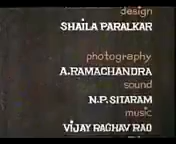 design
SHAILA PARALKAR
photography
A.RAMACHANDRA
sound
N.P.SITARAM
music
VIJAY RAGHAV RAO